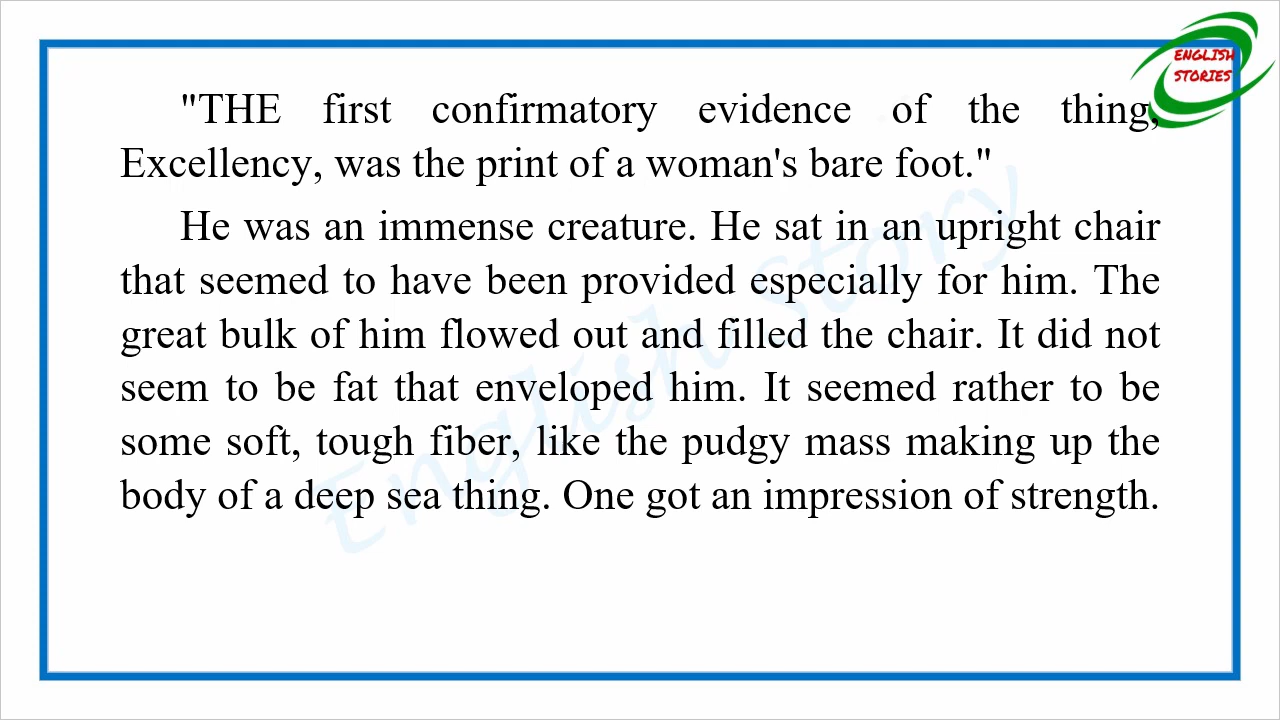 ENGLISH
STORIES
"THE first confirmatory evidence of the thing,
Excellency, was the print of a woman's bare foot."
He was an immense creature. He sat in an upright chair
that seemed to have been provided especially for him. The
great bulk of him flowed out and filled the chair. It did not
seem to be fat that enveloped him. It seemed rather to be
some soft, tough fiber, like the pudgy mass making up the
body of a deep sea thing. One got an impression of strength.
English Story